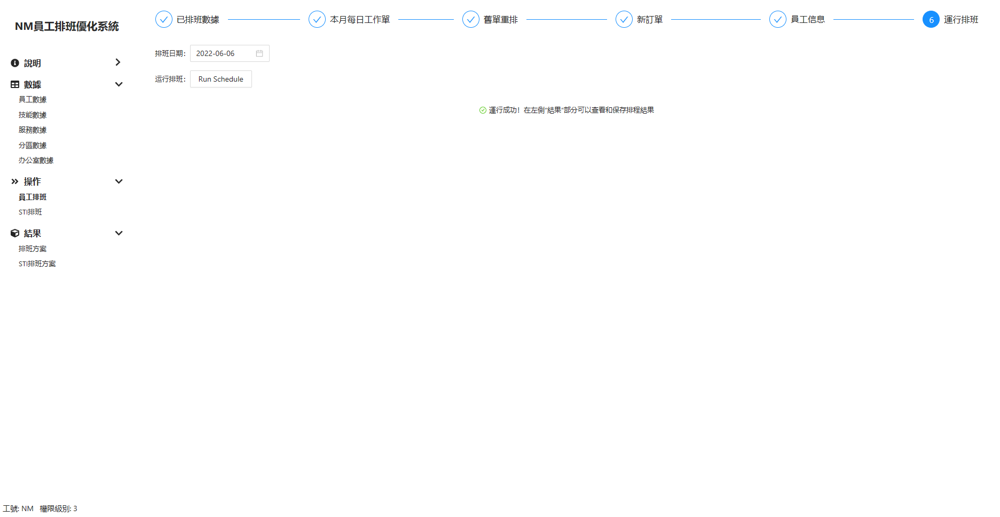 NM員工排班優化系統
已排班數據
本月每日工作單
舊單重排
新訂單
員工信息
6 運行排班
說明
數據
員工數據
技能數據
服務數據
分區數據
办公室數據
操作
員工排班
STI排班
結果
排班方案
STI排班方案
排班日期: 2022-06-06
运行排班: Run Schedule
運行成功！在左側"結果"部分可以查看和保存排程結果
工號: NM 權限級別: 3